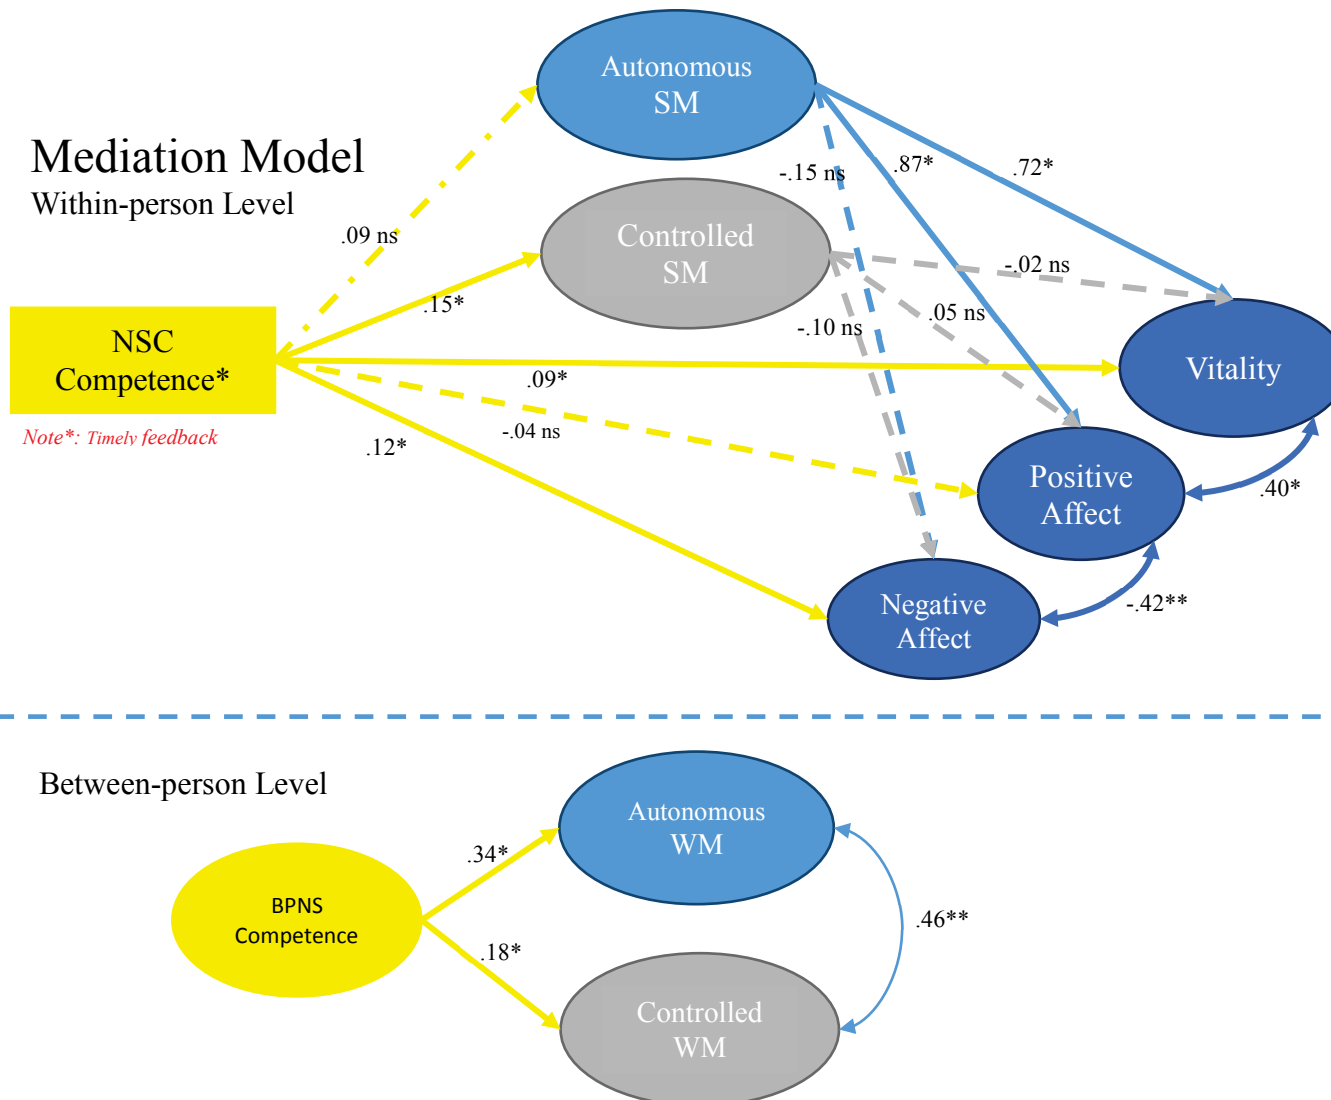 Autonomous
SM
Mediation Model
Within-person Level
-.15 ns
.87*
.72*
.09 ns
Controlled
SM
-.02 ns
.15*
-.10 ns
.05 ns
NSC
Competence*
.09*
Vitality
Note*: Timely feedback
-.04 ns
.12*
Positive
Affect
.40*
Negative
Affect
-.42**
Between-person Level
Autonomous
WM
.34*
BPNS
Competence
.46**
.18*
Controlled
WM